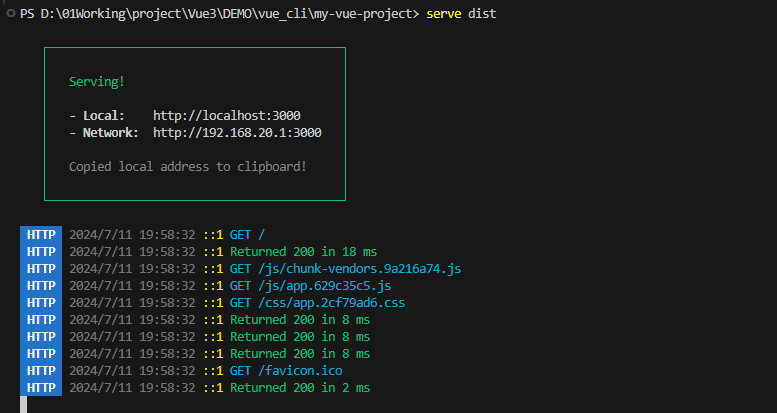 PS D:\01Working\project\Vue3\DEMO\vue_cli\my-vue-project> serve dist
Serving!
- Local:    http://localhost:3000
- Network:  http://192.168.20.1:3000
Copied local address to clipboard!
HTTP  2024/7/11 19:58:32 ::1 GET /
HTTP  2024/7/11 19:58:32 ::1 Returned 200 in 18 ms
HTTP  2024/7/11 19:58:32 ::1 GET /js/chunk-vendors.9a216a74.js
HTTP  2024/7/11 19:58:32 ::1 GET /js/app.629c35c5.js
HTTP  2024/7/11 19:58:32 ::1 GET /css/app.2cf79ad6.css
HTTP  2024/7/11 19:58:32 ::1 Returned 200 in 8 ms
HTTP  2024/7/11 19:58:32 ::1 Returned 200 in 8 ms
HTTP  2024/7/11 19:58:32 ::1 Returned 200 in 8 ms
HTTP  2024/7/11 19:58:32 ::1 GET /favicon.ico
HTTP  2024/7/11 19:58:32 ::1 Returned 200 in 2 ms